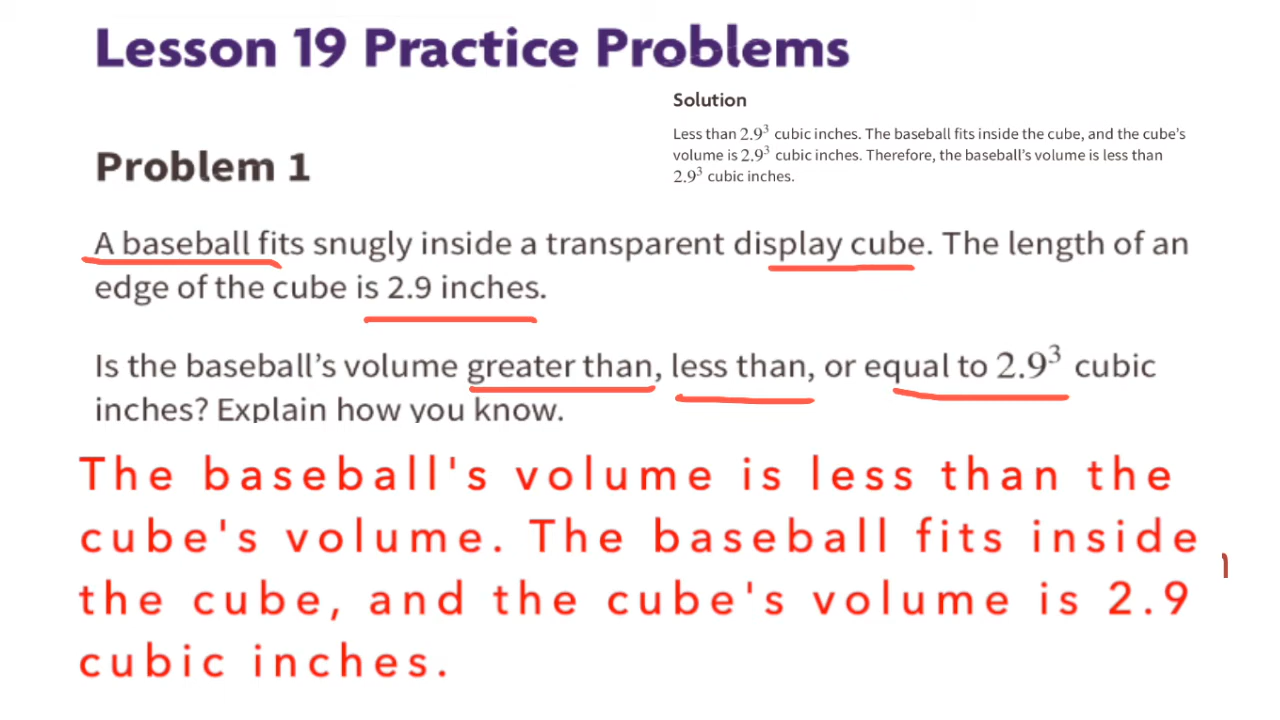 Lesson 19 Practice Problems
Solution
Less than 2.9³ cubic inches. The baseball fits inside the cube, and the cube's
volume is 2.9³ cubic inches. Therefore, the baseball's volume is less than
2.9³ cubic inches.
Problem 1
A baseball fits snugly inside a transparent display cube. The length of an
edge of the cube is 2.9 inches.
Is the baseball's volume greater than, less than, or equal to 2.9³ cubic
inches? Explain how you know.
The baseball's volume is less than the
cube's volume. The baseball fits inside
the cube, and the cube's volume is 2.9
cubic inches.